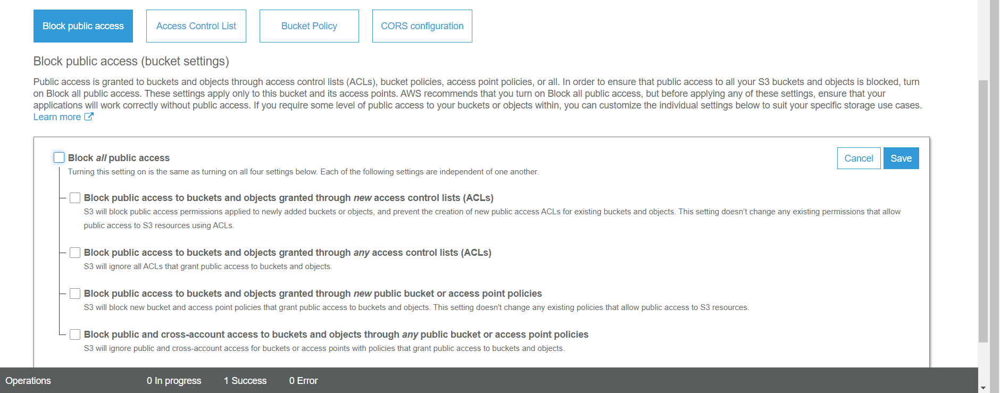 Block public access
Access Control List
Bucket Policy
CORS configuration
Block public access (bucket settings)
Public access is granted to buckets and objects through access control lists (ACLs), bucket policies, access point policies, or all. In order to ensure that public access to all your S3 buckets and objects is blocked, turn
on Block all public access. These settings apply only to this bucket and its access points. AWS recommends that you turn on Block all public access, but before applying any of these settings, ensure that your
applications will work correctly without public access. If you require some level of public access to your buckets or objects within, you can customize the individual settings below to suit your specific storage use cases.
Learn more
Block all public access
Cancel
Save
Turning this setting on is the same as turning on all four settings below. Each of the following settings are independent of one another.
Block public access to buckets and objects granted through new access control lists (ACLs)
S3 will block public access permissions applied to newly added buckets or objects, and prevent the creation of new public access ACLs for existing buckets and objects. This setting doesn’t change any existing permissions that allow
public access to S3 resources using ACLs.
Block public access to buckets and objects granted through any access control lists (ACLs)
S3 will ignore all ACLs that grant public access to buckets and objects.
Block public access to buckets and objects granted through new public bucket or access point policies
S3 will block new bucket and access point policies that grant public access to buckets and objects. This setting doesn't change any existing policies that allow public access to S3 resources.
Block public and cross-account access to buckets and objects through any public bucket or access point policies
S3 will ignore public and cross-account access for buckets or access points with policies that grant public access to buckets and objects.
Operations
0 In progress
1 Success
0 Error